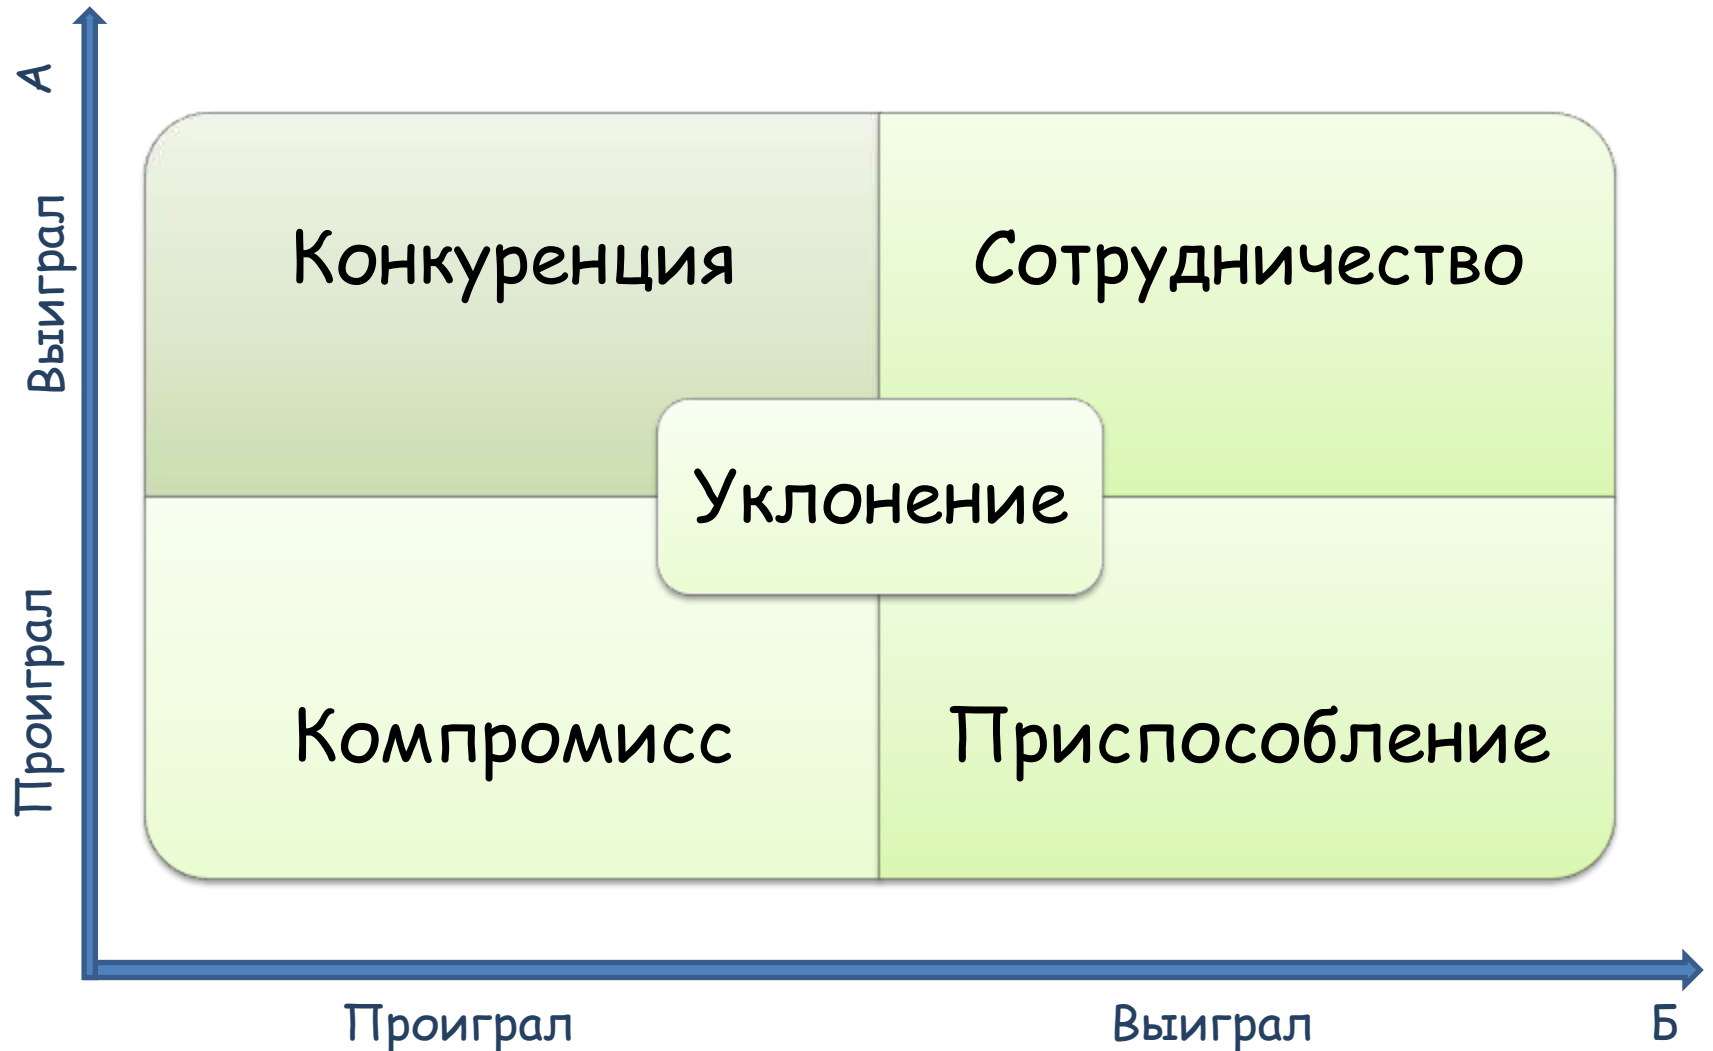 А
Выиграл
Проиграл
Конкуренция
Сотрудничество
Уклонение
Компромисс
Приспособление
Проиграл
Выиграл
Б